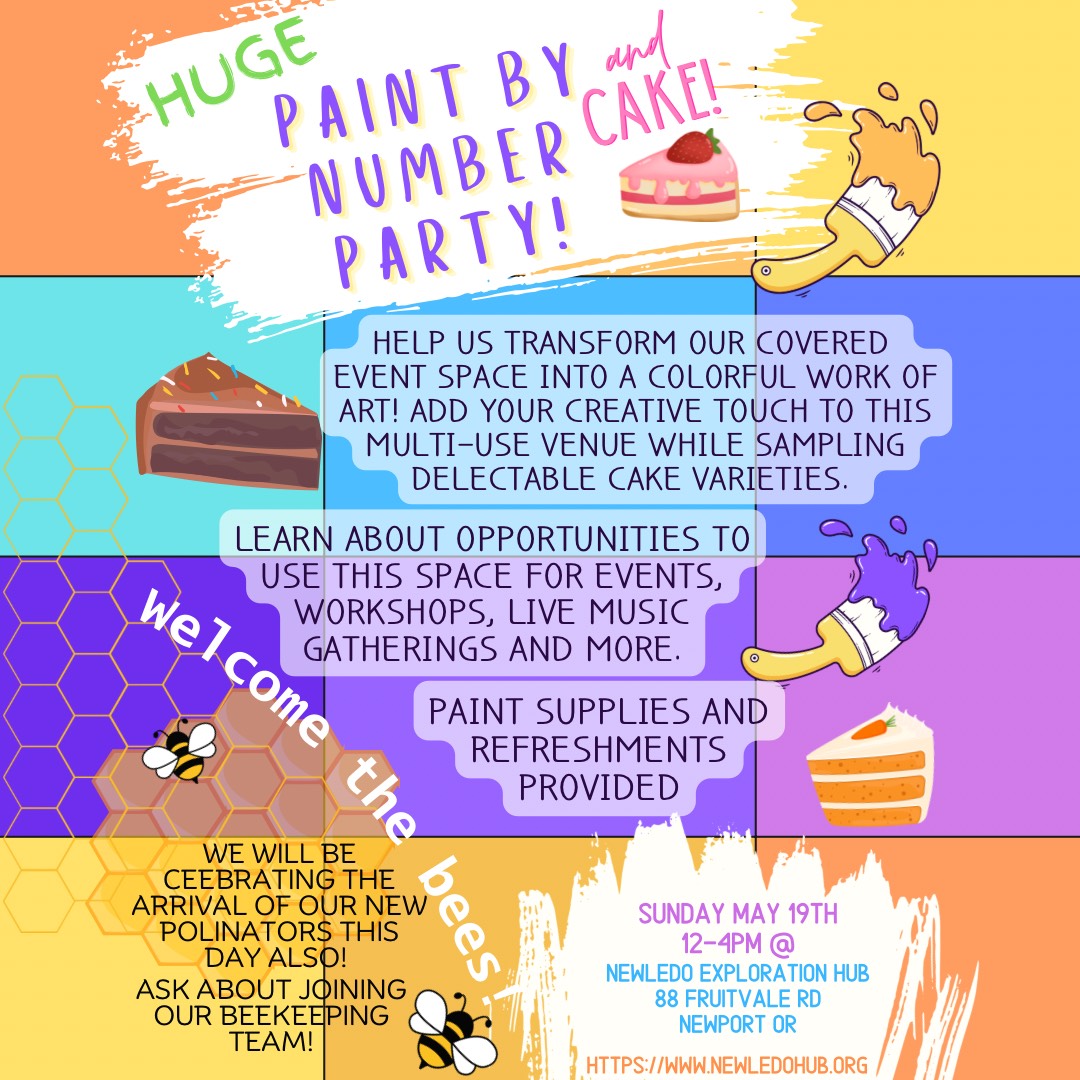 HUGE
PAINT BY
NUMBER
PARTY!
and
CAKE!
HELP US TRANSFORM OUR COVERED
EVENT SPACE INTO A COLORFUL WORK OF
ART! ADD YOUR CREATIVE TOUCH TO THIS
MULTI-USE VENUE WHILE SAMPLING
DELECTABLE CAKE VARIETIES.
LEARN ABOUT OPPORTUNITIES TO
USE THIS SPACE FOR EVENTS,
WORKSHOPS, LIVE MUSIC
GATHERINGS AND MORE.
PAINT SUPPLIES AND
REFRESHMENTS
PROVIDED
Welcome the bees!
WE WILL BE
CEEBRATING THE
ARRIVAL OF OUR NEW
POLINATORS THIS
DAY ALSO!
ASK ABOUT JOINING
OUR BEEKEEPING
TEAM!
SUNDAY MAY 19TH
12-4PM @
NEWLEDO EXPLORATION HUB
88 FRUITVALE RD
NEWPORT OR
HTTPS://WWW.NEWLEDOHUB.ORG